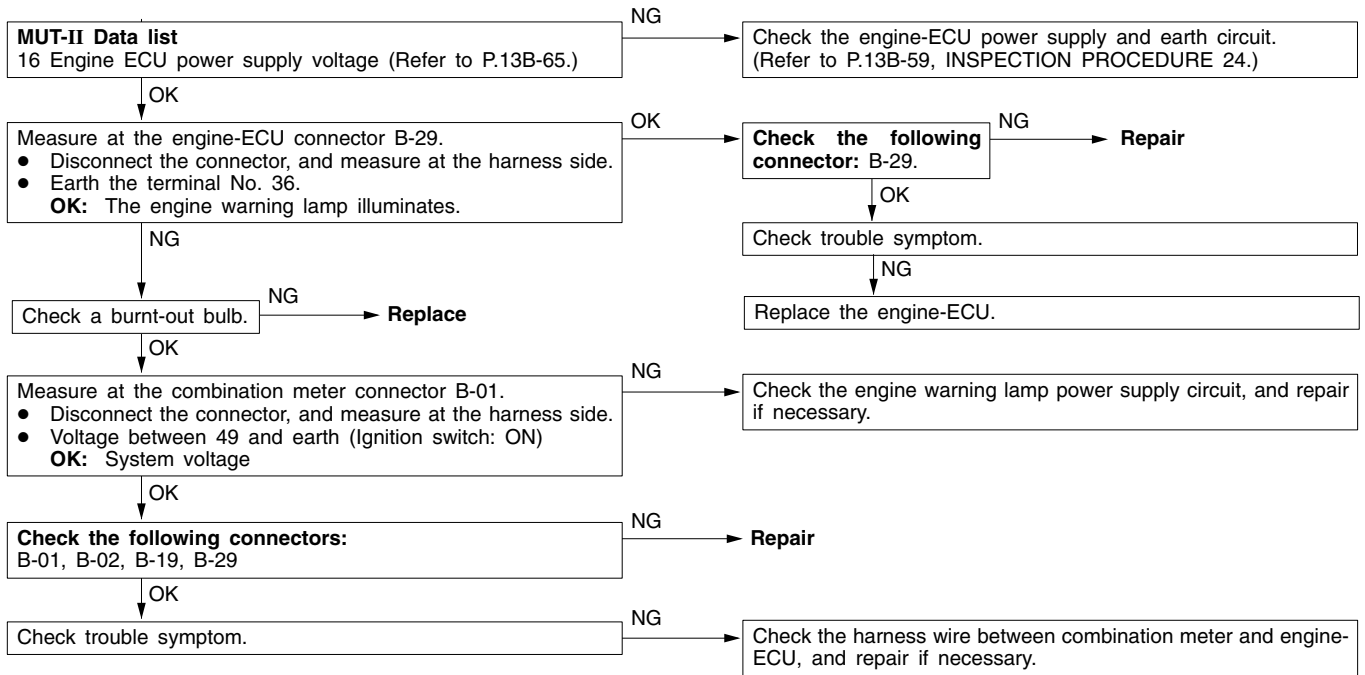 NG
MUT-II Data list
16 Engine ECU power supply voltage (Refer to P.13B-65.)
Check the engine-ECU power supply and earth circuit.
(Refer to P.13B-59, INSPECTION PROCEDURE 24.)
OK
Measure at the engine-ECU connector B-29.
● Disconnect the connector, and measure at the harness side.
● Earth the terminal No. 36.
OK: The engine warning lamp illuminates.
OK
Check the following
connector: B-29.
NG
Repair
OK
NG
Check trouble symptom.
NG
Replace the engine-ECU.
Check a burnt-out bulb.
NG
Replace
OK
Measure at the combination meter connector B-01.
● Disconnect the connector, and measure at the harness side.
● Voltage between 49 and earth (Ignition switch: ON)
OK: System voltage
NG
Check the engine warning lamp power supply circuit, and repair
if necessary.
OK
Check the following connectors:
B-01, B-02, B-19, B-29
NG
Repair
OK
Check trouble symptom.
NG
Check the harness wire between combination meter and engine-
ECU, and repair if necessary.